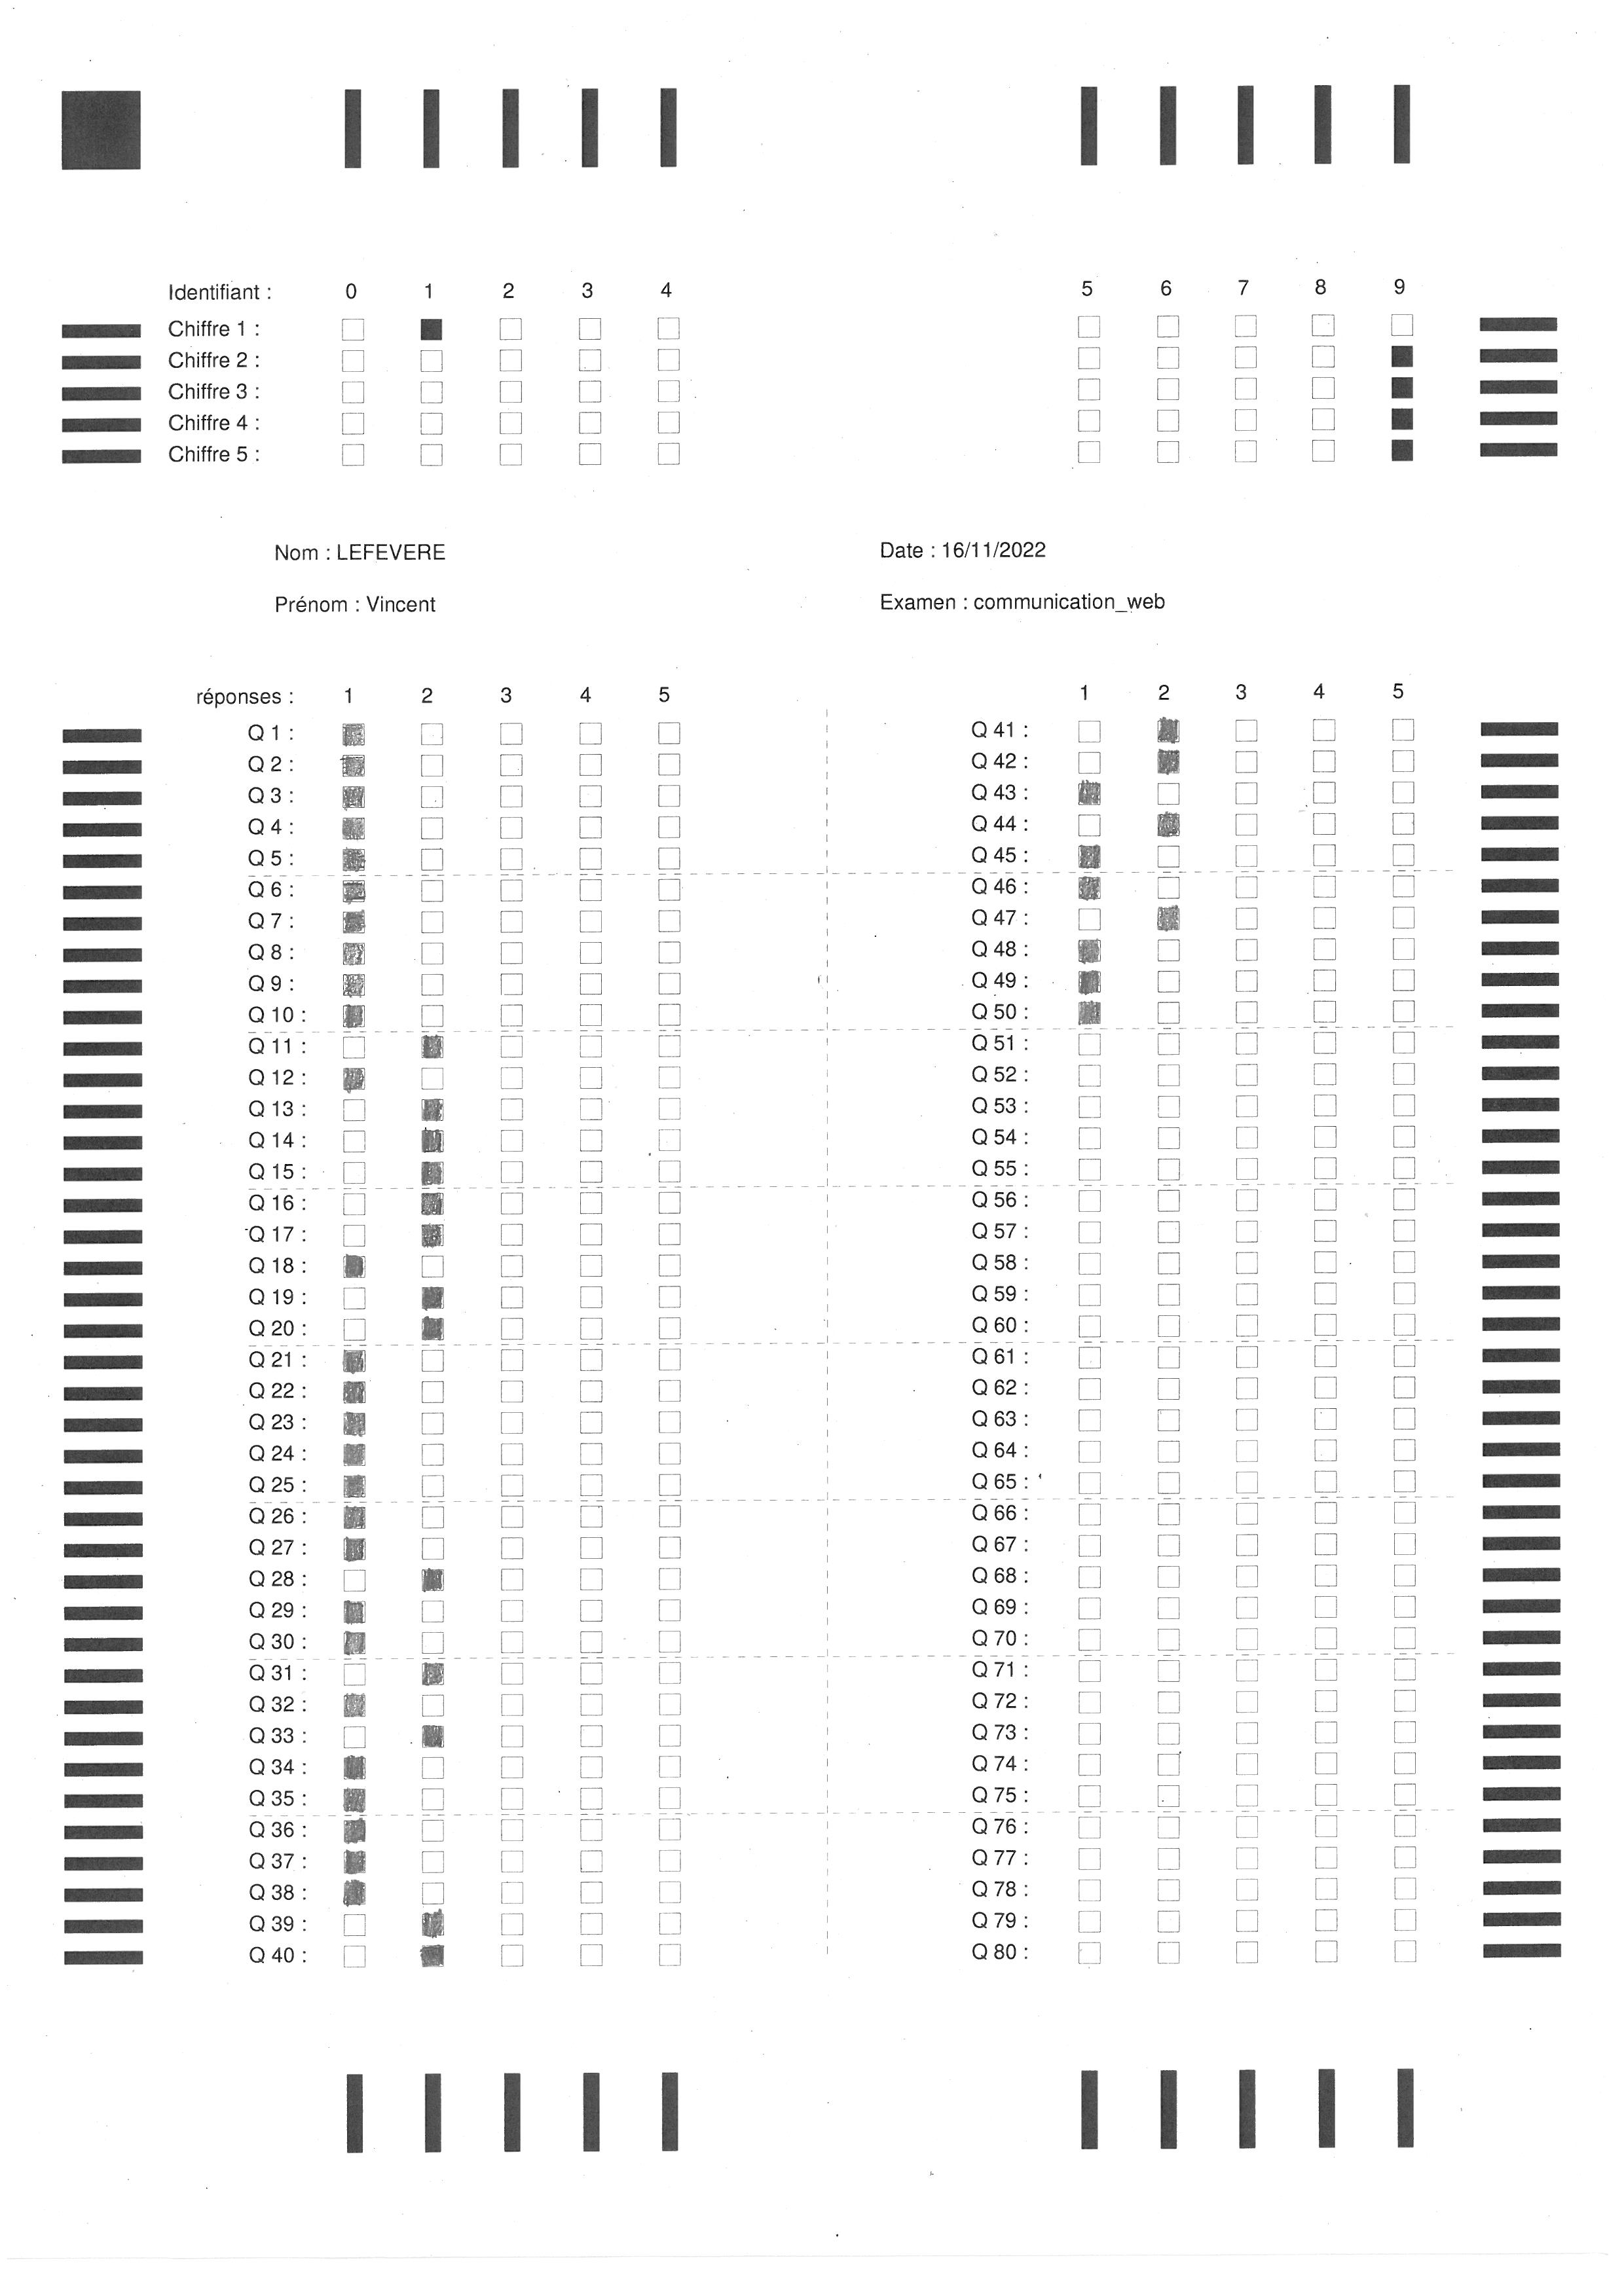 Identifiant : 0 1 2 3 4 5 6 7 8 9
Chiffre 1 :
Chiffre 2 :
Chiffre 3 :
Chiffre 4 :
Chiffre 5 :
Nom : LEFEVERE Date : 16/11/2022
Prénom : Vincent Examen : communication_web
réponses : 1 2 3 4 5 1 2 3 4 5
Q 1 : Q 41 :
Q 2 : Q 42 :
Q 3 : Q 43 :
Q 4 : Q 44 :
Q 5 : Q 45 :
Q 6 : Q 46 :
Q 7 : Q 47 :
Q 8 : Q 48 :
Q 9 : Q 49 :
Q 10 : Q 50 :
Q 11 : Q 51 :
Q 12 : Q 52 :
Q 13 : Q 53 :
Q 14 : Q 54 :
Q 15 : Q 55 :
Q 16 : Q 56 :
Q 17 : Q 57 :
Q 18 : Q 58 :
Q 19 : Q 59 :
Q 20 : Q 60 :
Q 21 : Q 61 :
Q 22 : Q 62 :
Q 23 : Q 63 :
Q 24 : Q 64 :
Q 25 : Q 65 :
Q 26 : Q 66 :
Q 27 : Q 67 :
Q 28 : Q 68 :
Q 29 : Q 69 :
Q 30 : Q 70 :
Q 31 : Q 71 :
Q 32 : Q 72 :
Q 33 : Q 73 :
Q 34 : Q 74 :
Q 35 : Q 75 :
Q 36 : Q 76 :
Q 37 : Q 77 :
Q 38 : Q 78 :
Q 39 : Q 79 :
Q 40 : Q 80 :